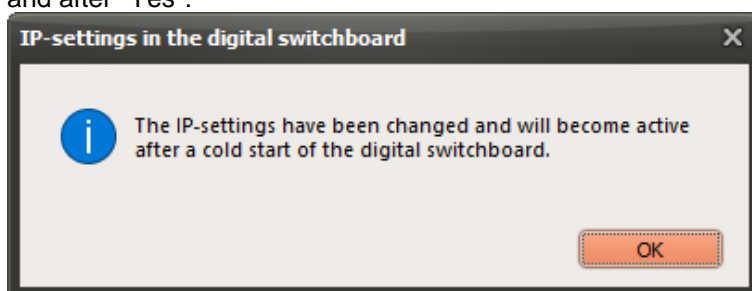 and after "Yes":
IP-settings in the digital switchboard
The IP-settings have been changed and will become active
after a cold start of the digital switchboard.
OK